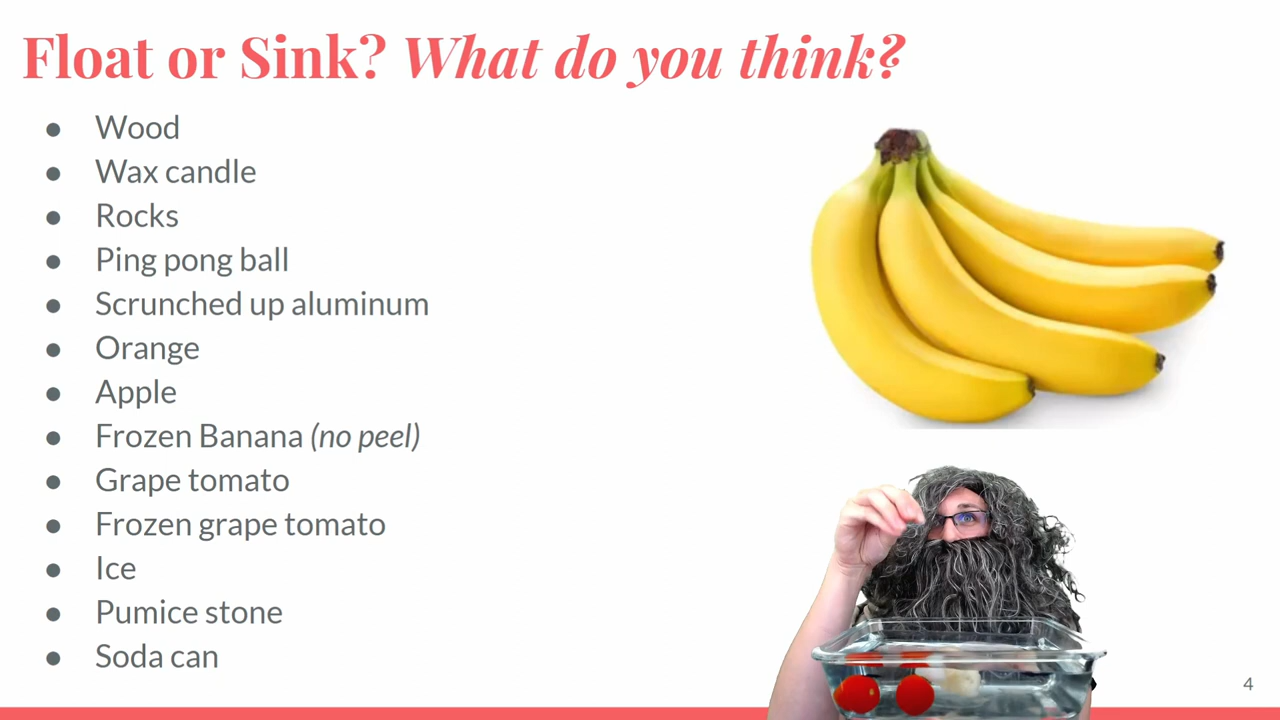 Float or Sink? What do you think?
Wood
Wax candle
Rocks
Ping pong ball
Scrunched up aluminum
Orange
Apple
Frozen Banana (no peel)
Grape tomato
Frozen grape tomato
Ice
Pumice stone
Soda can
4